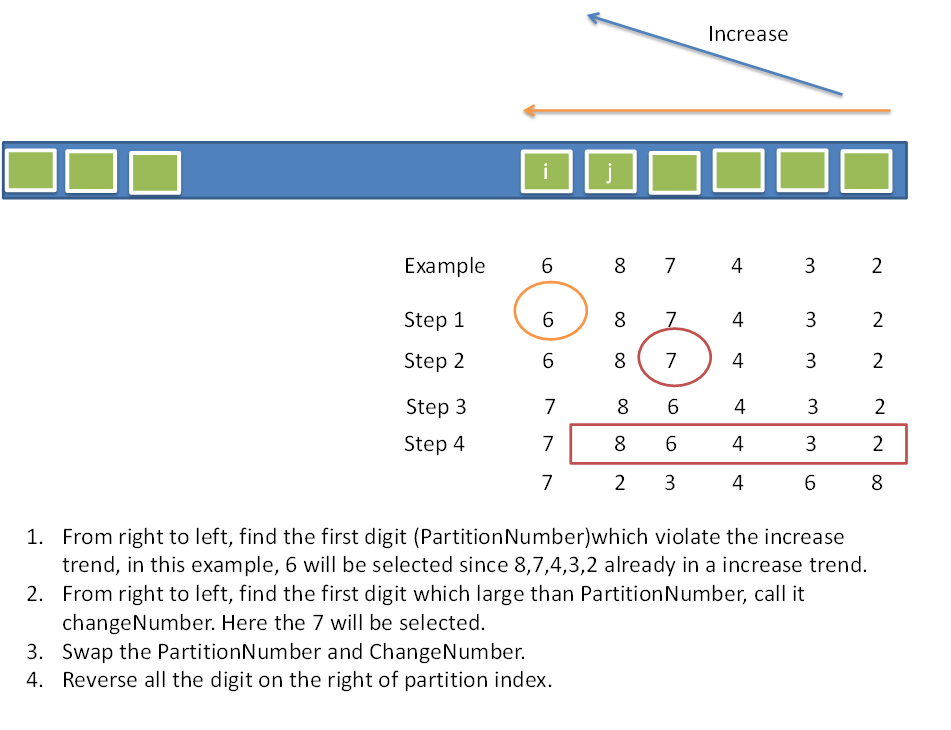 Increase
i j
Example 6 8 7 4 3 2
Step 1 6 8 7 4 3 2
Step 2 6 8 7 4 3 2
Step 3 7 8 6 4 3 2
Step 4 7 8 6 4 3 2
7 2 3 4 6 8
1. From right to left, find the first digit (PartitionNumber)which violate the increase
trend, in this example, 6 will be selected since 8,7,4,3,2 already in a increase trend.
2. From right to left, find the first digit which large than PartitionNumber, call it
changeNumber. Here the 7 will be selected.
3. Swap the PartitionNumber and ChangeNumber.
4. Reverse all the digit on the right of partition index.